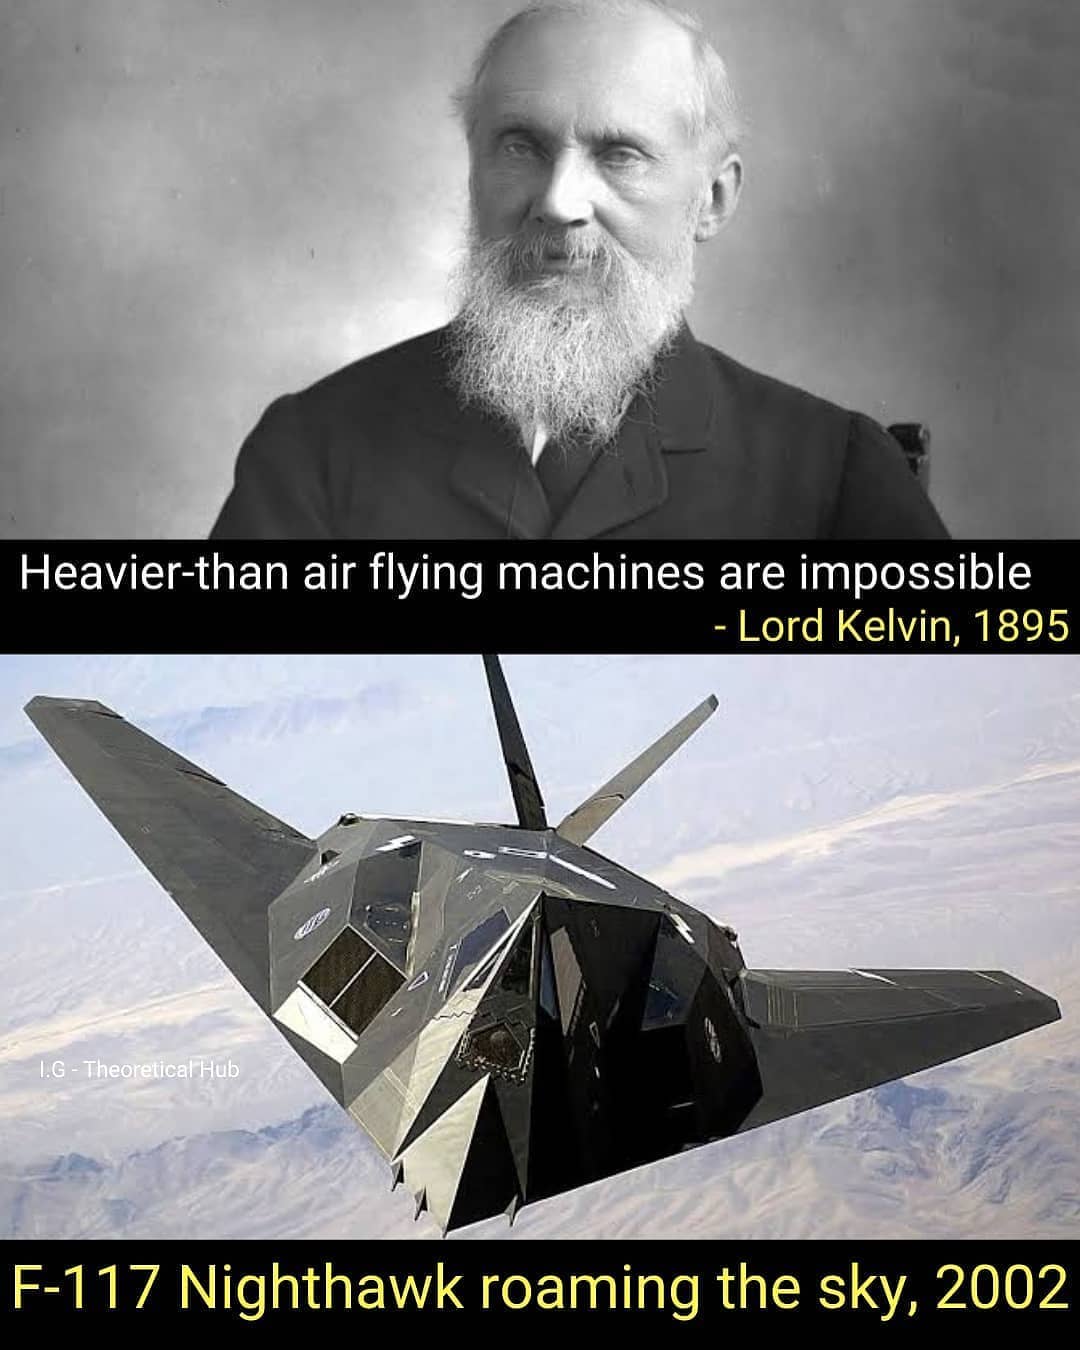 Heavier-than air flying machines are impossible
- Lord Kelvin, 1895
I.G - Theoretical Hub
F-117 Nighthawk roaming the sky, 2002